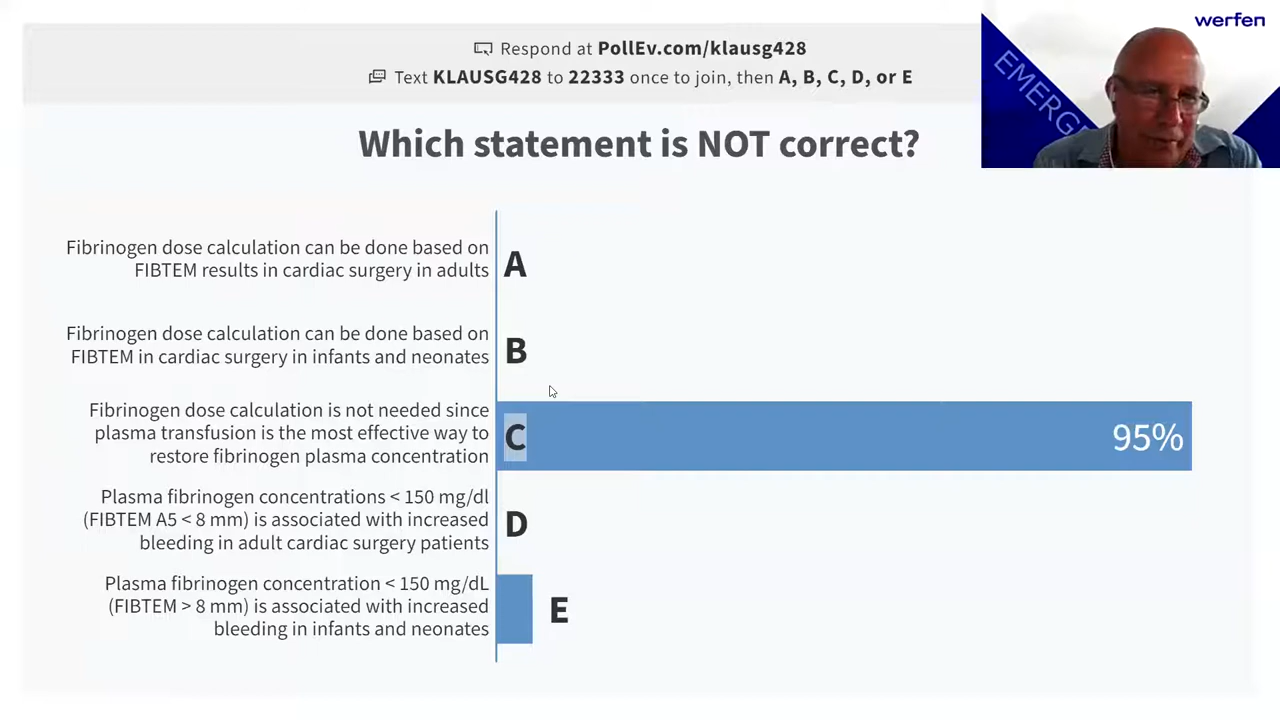 werfen
Respond at PollEv.com/klausg428
Text KLAUSG428 to 22333 once to join, then A, B, C, D, or E
EMERG
Which statement is NOT correct?
Fibrinogen dose calculation can be done based on
FIBTEM results in cardiac surgery in adults
A
Fibrinogen dose calculation can be done based on
FIBTEM in cardiac surgery in infants and neonates
B
Fibrinogen dose calculation is not needed since
plasma transfusion is the most effective way to
restore fibrinogen plasma concentration
C
95%
Plasma fibrinogen concentrations < 150 mg/dl
(FIBTEM A5 < 8 mm) is associated with increased
bleeding in adult cardiac surgery patients
D
Plasma fibrinogen concentration < 150 mg/dL
(FIBTEM > 8 mm) is associated with increased
bleeding in infants and neonates
E